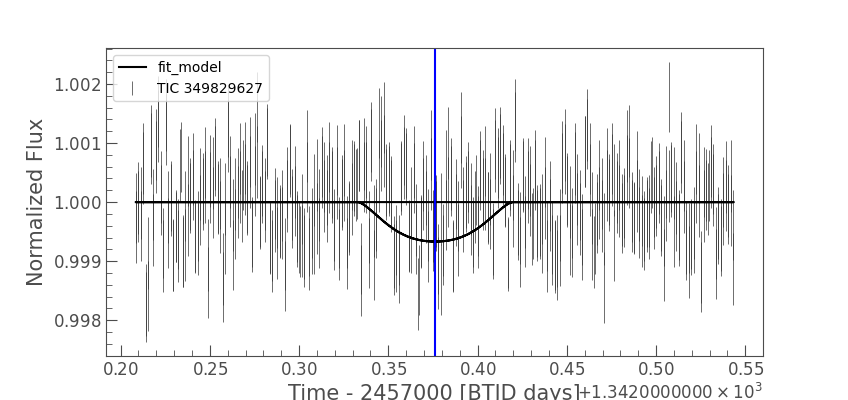 fit_model
TIC 349829627
Normalized Flux
1.002
1.001
1.000
0.999
0.998
0.20
0.25
0.30
0.35
0.40
0.45
0.50
0.55
Time - 2457000 [BTJD days]
+1.3420000000 × 10³